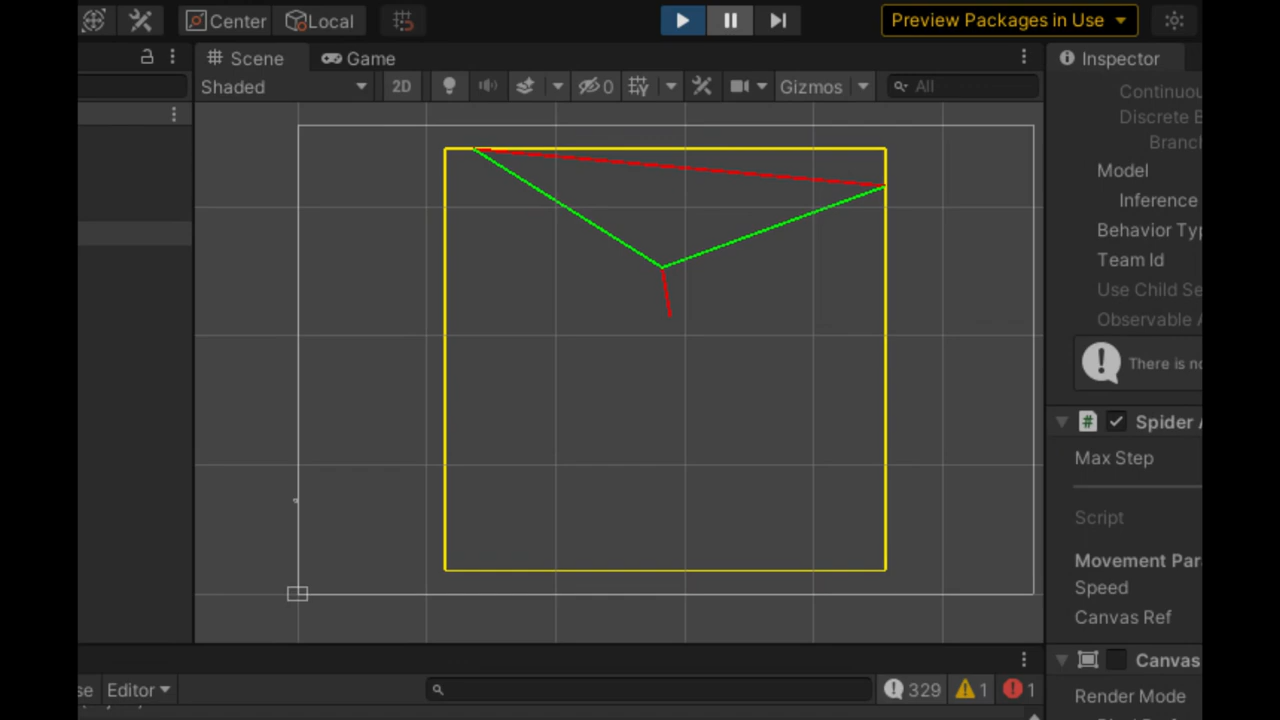 Center Local Preview Packages in Use
Scene Game Inspector
Shaded 2D 0 Gizmos All
Continuou
Discrete B
Branch
Model
Inference
Behavior Typ
Team Id
Use Child Se
Observable A
There is no
Spider A
Max Step
Script
Movement Par
Speed
Canvas Ref
Canvas
se Editor 329 1 1
Render Mode